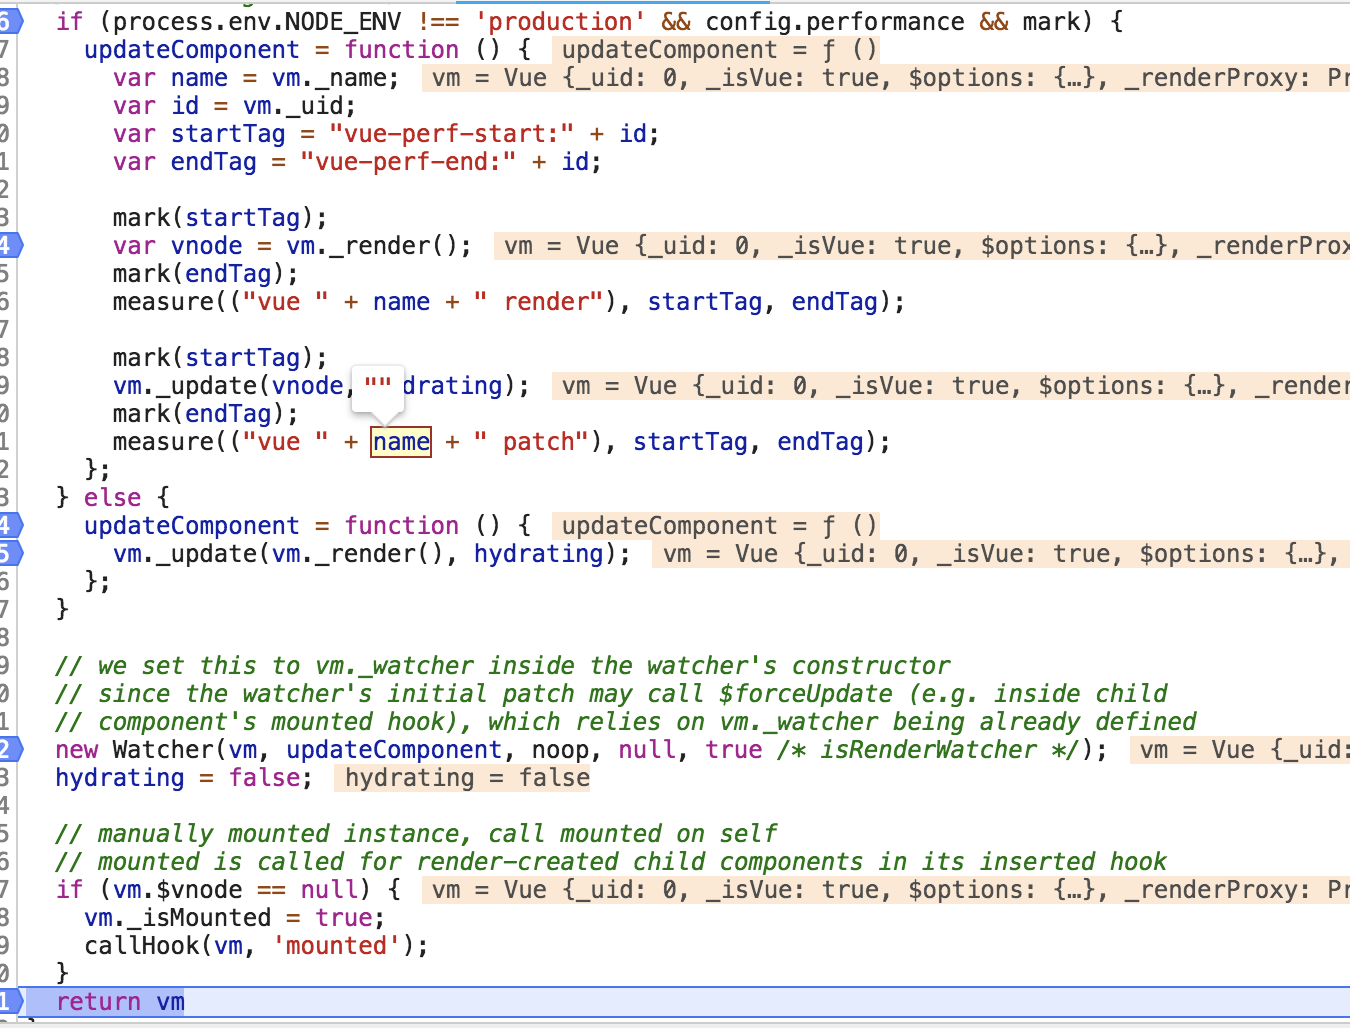 6 if (process.env.NODE_ENV !== 'production' && config.performance && mark) {
7 updateComponent = function () { updateComponent = ƒ ()
8 var name = vm._name; vm = Vue {_uid: 0, _isVue: true, $options: {…}, _renderProxy: Pr
9 var id = vm._uid;
0 var startTag = "vue-perf-start:" + id;
1 var endTag = "vue-perf-end:" + id;
2
3 mark(startTag);
4 var vnode = vm._render(); vm = Vue {_uid: 0, _isVue: true, $options: {…}, _renderProx
5 mark(endTag);
6 measure(("vue " + name + " render"), startTag, endTag);
7
8 mark(startTag);
9 vm._update(vnode, "" drating); vm = Vue {_uid: 0, _isVue: true, $options: {…}, _render
0 mark(endTag);
1 measure(("vue " + name + " patch"), startTag, endTag);
2 };
3 } else {
4 updateComponent = function () { updateComponent = ƒ ()
5 vm._update(vm._render(), hydrating); vm = Vue {_uid: 0, _isVue: true, $options: {…},
6 };
7 }
8
9 // we set this to vm._watcher inside the watcher's constructor
0 // since the watcher's initial patch may call $forceUpdate (e.g. inside child
1 // component's mounted hook), which relies on vm._watcher being already defined
2 new Watcher(vm, updateComponent, noop, null, true /* isRenderWatcher */); vm = Vue {_uid:
3 hydrating = false; hydrating = false
4
5 // manually mounted instance, call mounted on self
6 // mounted is called for render-created child components in its inserted hook
7 if (vm.$vnode == null) { vm = Vue {_uid: 0, _isVue: true, $options: {…}, _renderProxy: Pr
8 vm._isMounted = true;
9 callHook(vm, 'mounted');
0 }
1 return vm